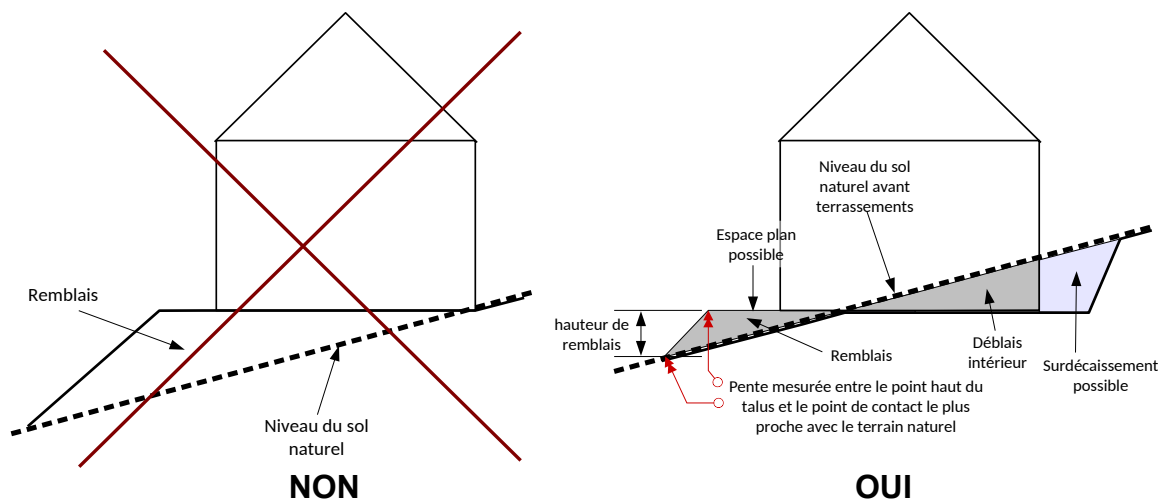 Remblais
Niveau du sol
naturel
NON
Niveau du sol
naturel avant
terrassements
Espace plan
possible
hauteur de
remblais
Remblais
Déblais
intérieur
Surdécaissement
possible
Pente mesurée entre le point haut du
talus et le point de contact le plus
proche avec le terrain naturel
OUI